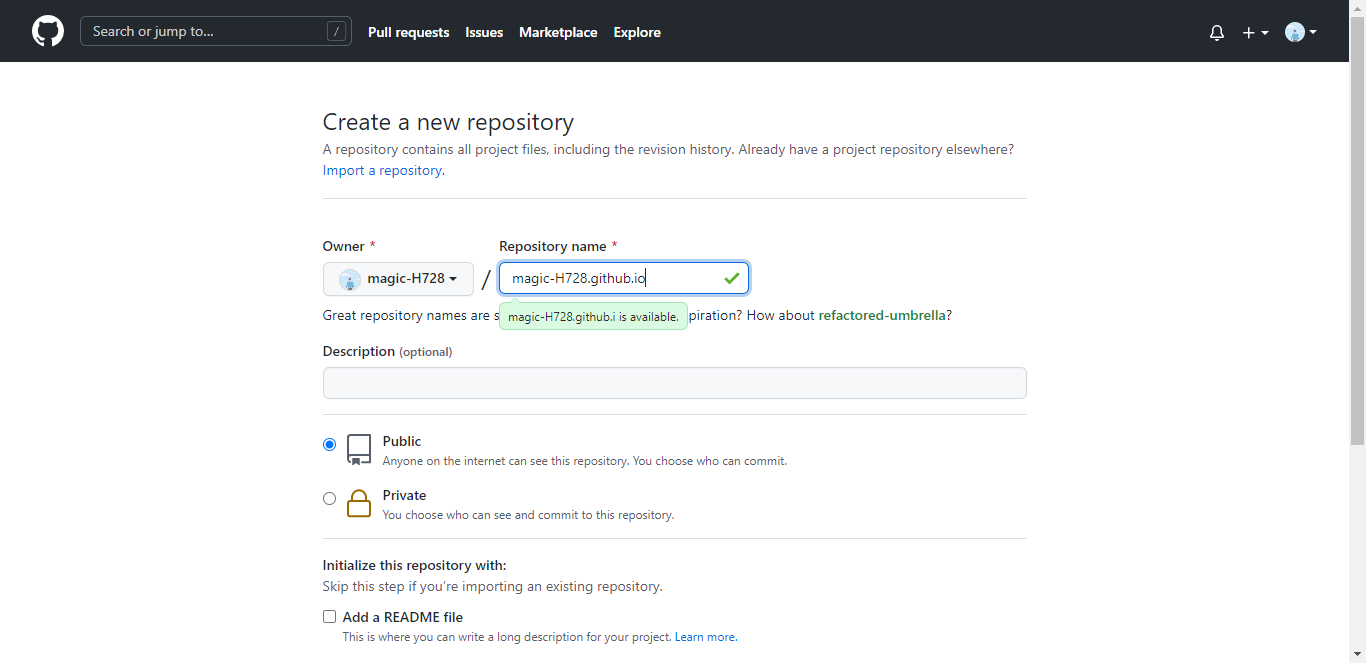 Search or jump to... /
Pull requests Issues Marketplace Explore
Create a new repository
A repository contains all project files, including the revision history. Already have a project repository elsewhere?
Import a repository.
Owner * Repository name *
magic-H728 / magic-H728.github.io
Great repository names are s magic-H728.github.i is available. piration? How about refactored-umbrella?
Description (optional)
Public
Anyone on the internet can see this repository. You choose who can commit.
Private
You choose who can see and commit to this repository.
Initialize this repository with:
Skip this step if you're importing an existing repository.
Add a README file
This is where you can write a long description for your project. Learn more.